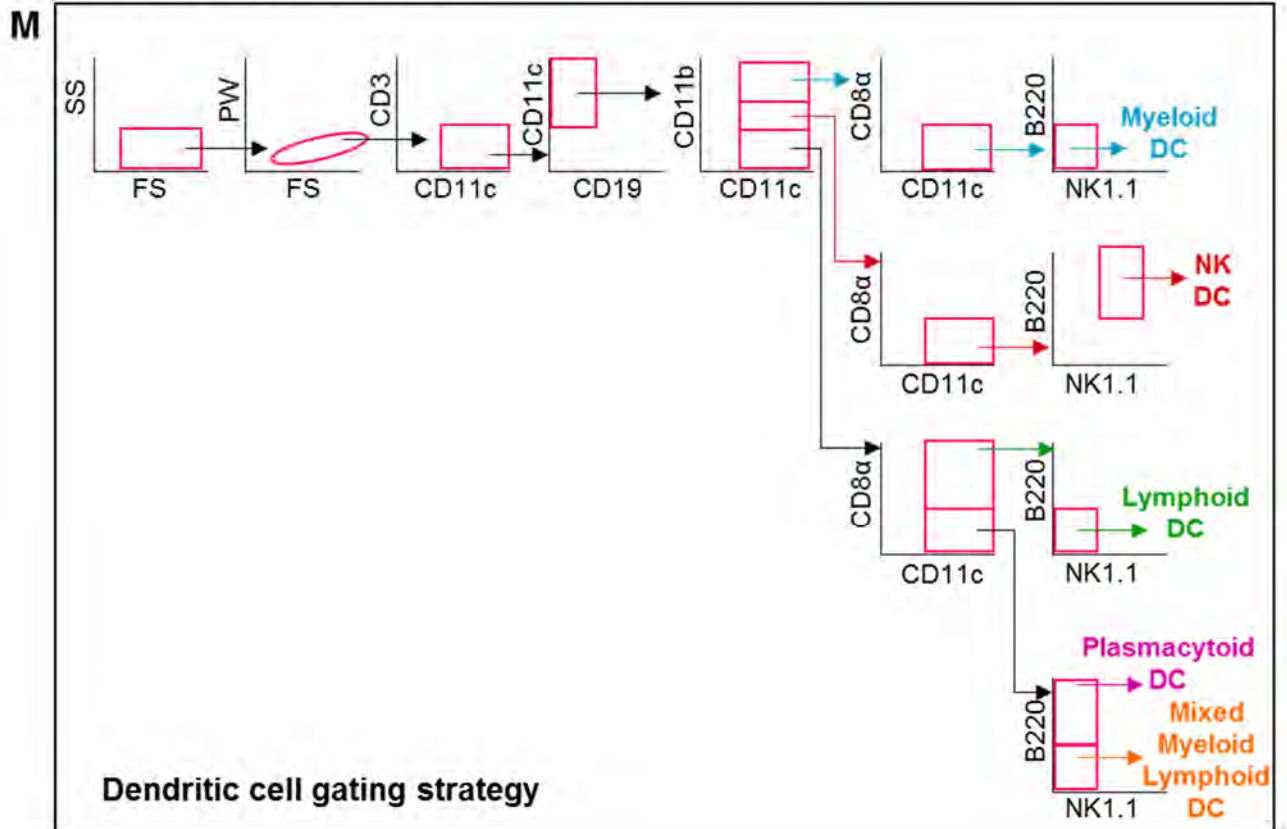 M
SS
FS
PW
FS
CD3
CD11c
CD11c
CD19
CD11b
CD11c
CD8α
CD11c
B220
NK1.1
Myeloid
DC
CD8α
CD11c
B220
NK1.1
NK
DC
CD8α
CD11c
B220
NK1.1
Lymphoid
DC
B220
NK1.1
Plasmacytoid
DC
Mixed
Myeloid
Lymphoid
DC
Dendritic cell gating strategy